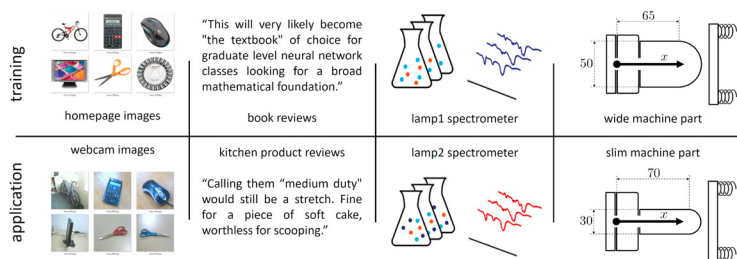 training
homepage images
"This will very likely become
"the textbook" of choice for
graduate level neural network
classes looking for a broad
mathematical foundation."
book reviews
lamp1 spectrometer
65
50
x
wide machine part
application
webcam images
kitchen product reviews
"Calling them "medium duty"
would still be a stretch. Fine
for a piece of soft cake,
worthless for scooping."
lamp2 spectrometer
slim machine part
70
30
x